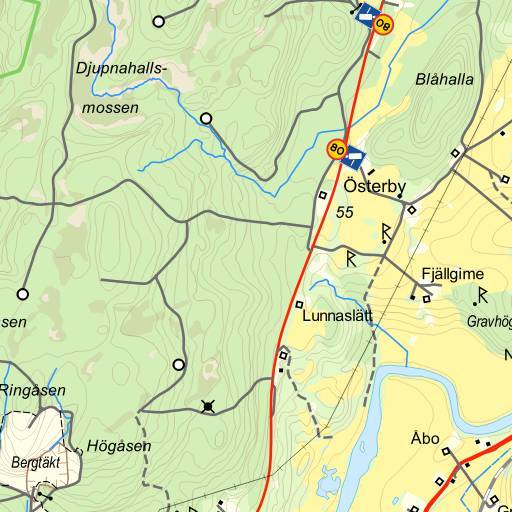 80
Djupnahalls-
mossen
Blåhalla
80
Österby
55
R
R
Fjällgime
R
Lunnaslätt
Gravhög
sen
N
Ringåsen
Åbo
Högåsen
Bergtäkt
G